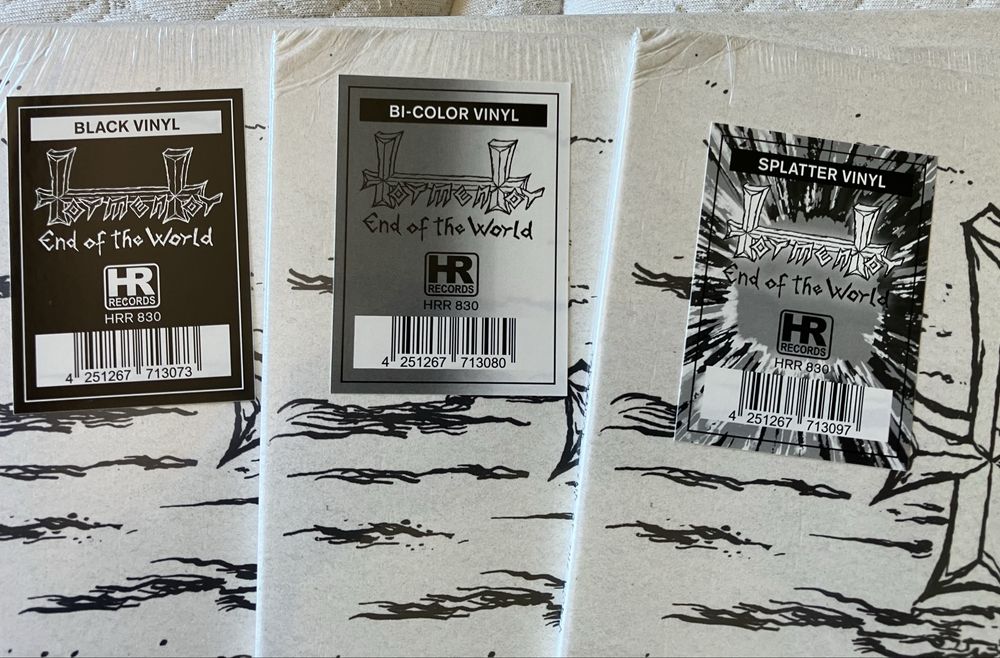 BLACK VINYL
Tormentor
End of the World
HR
RECORDS
HRR 830
4 251267 713073
BI-COLOR VINYL
Tormentor
End of the World
HR
RECORDS
HRR 830
4 251267 713080
SPLATTER VINYL
Tormentor
End of the World
HR
RECORDS
HRR 830
4 251267 713097